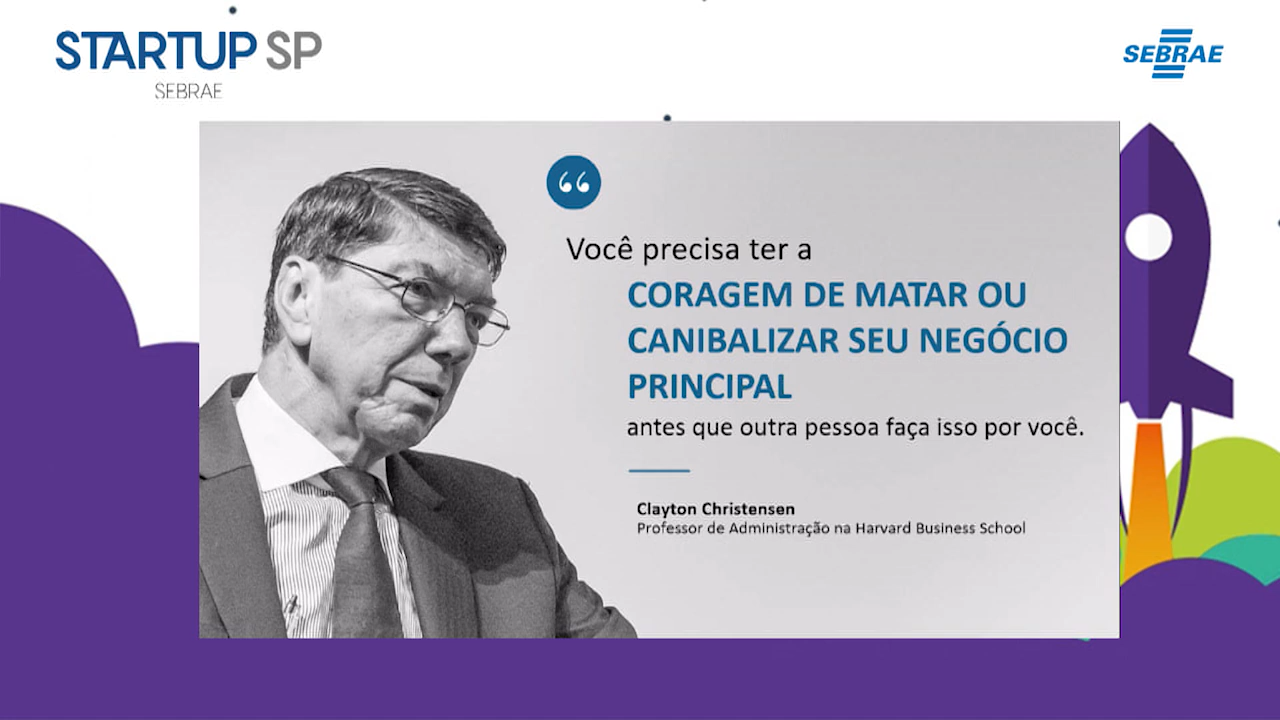 STARTUP SP
SEBRAE
SEBRAE
Você precisa ter a
CORAGEM DE MATAR OU
CANIBALIZAR SEU NEGÓCIO
PRINCIPAL
antes que outra pessoa faça isso por você.
Clayton Christensen
Professor de Administração na Harvard Business School